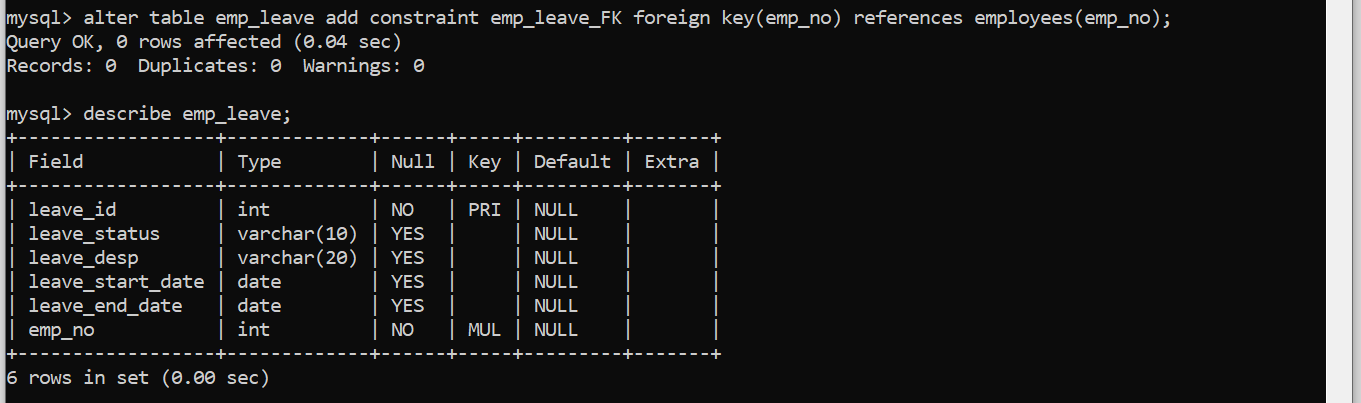 mysql> alter table emp_leave add constraint emp_leave_FK foreign key(emp_no) references employees(emp_no);
Query OK, 0 rows affected (0.04 sec)
Records: 0  Duplicates: 0  Warnings: 0

mysql> describe emp_leave;
+------------------+-------------+------+-----+---------+-------+
| Field            | Type        | Null | Key | Default | Extra |
+------------------+-------------+------+-----+---------+-------+
| leave_id         | int         | NO   | PRI | NULL    |       |
| leave_status     | varchar(10) | YES  |     | NULL    |       |
| leave_desp       | varchar(20) | YES  |     | NULL    |       |
| leave_start_date | date        | YES  |     | NULL    |       |
| leave_end_date   | date        | YES  |     | NULL    |       |
| emp_no           | int         | NO   | MUL | NULL    |       |
+------------------+-------------+------+-----+---------+-------+
6 rows in set (0.00 sec)